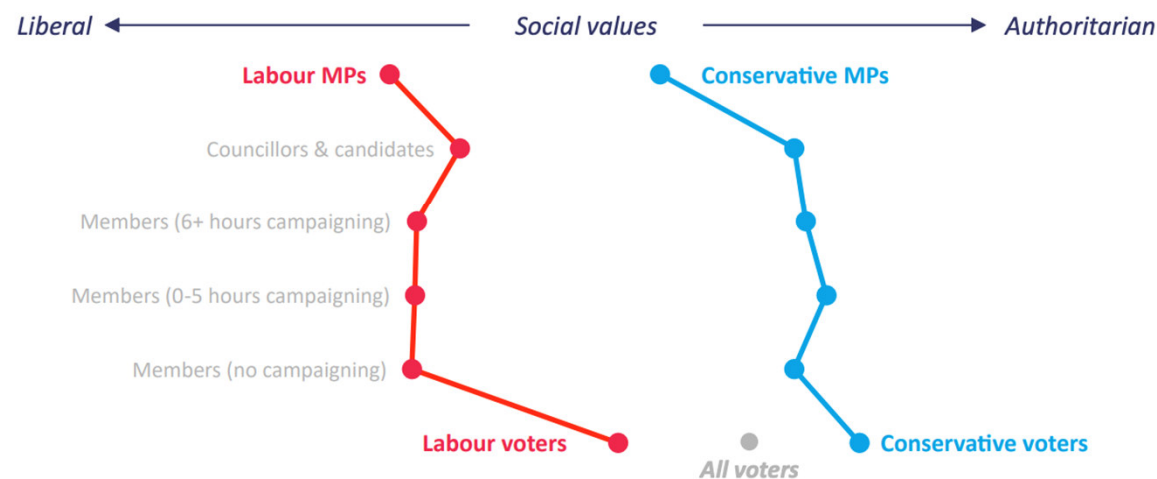 Liberal Social values Authoritarian
Labour MPs Conservative MPs
Councillors & candidates
Members (6+ hours campaigning)
Members (0-5 hours campaigning)
Members (no campaigning)
Labour voters Conservative voters
All voters